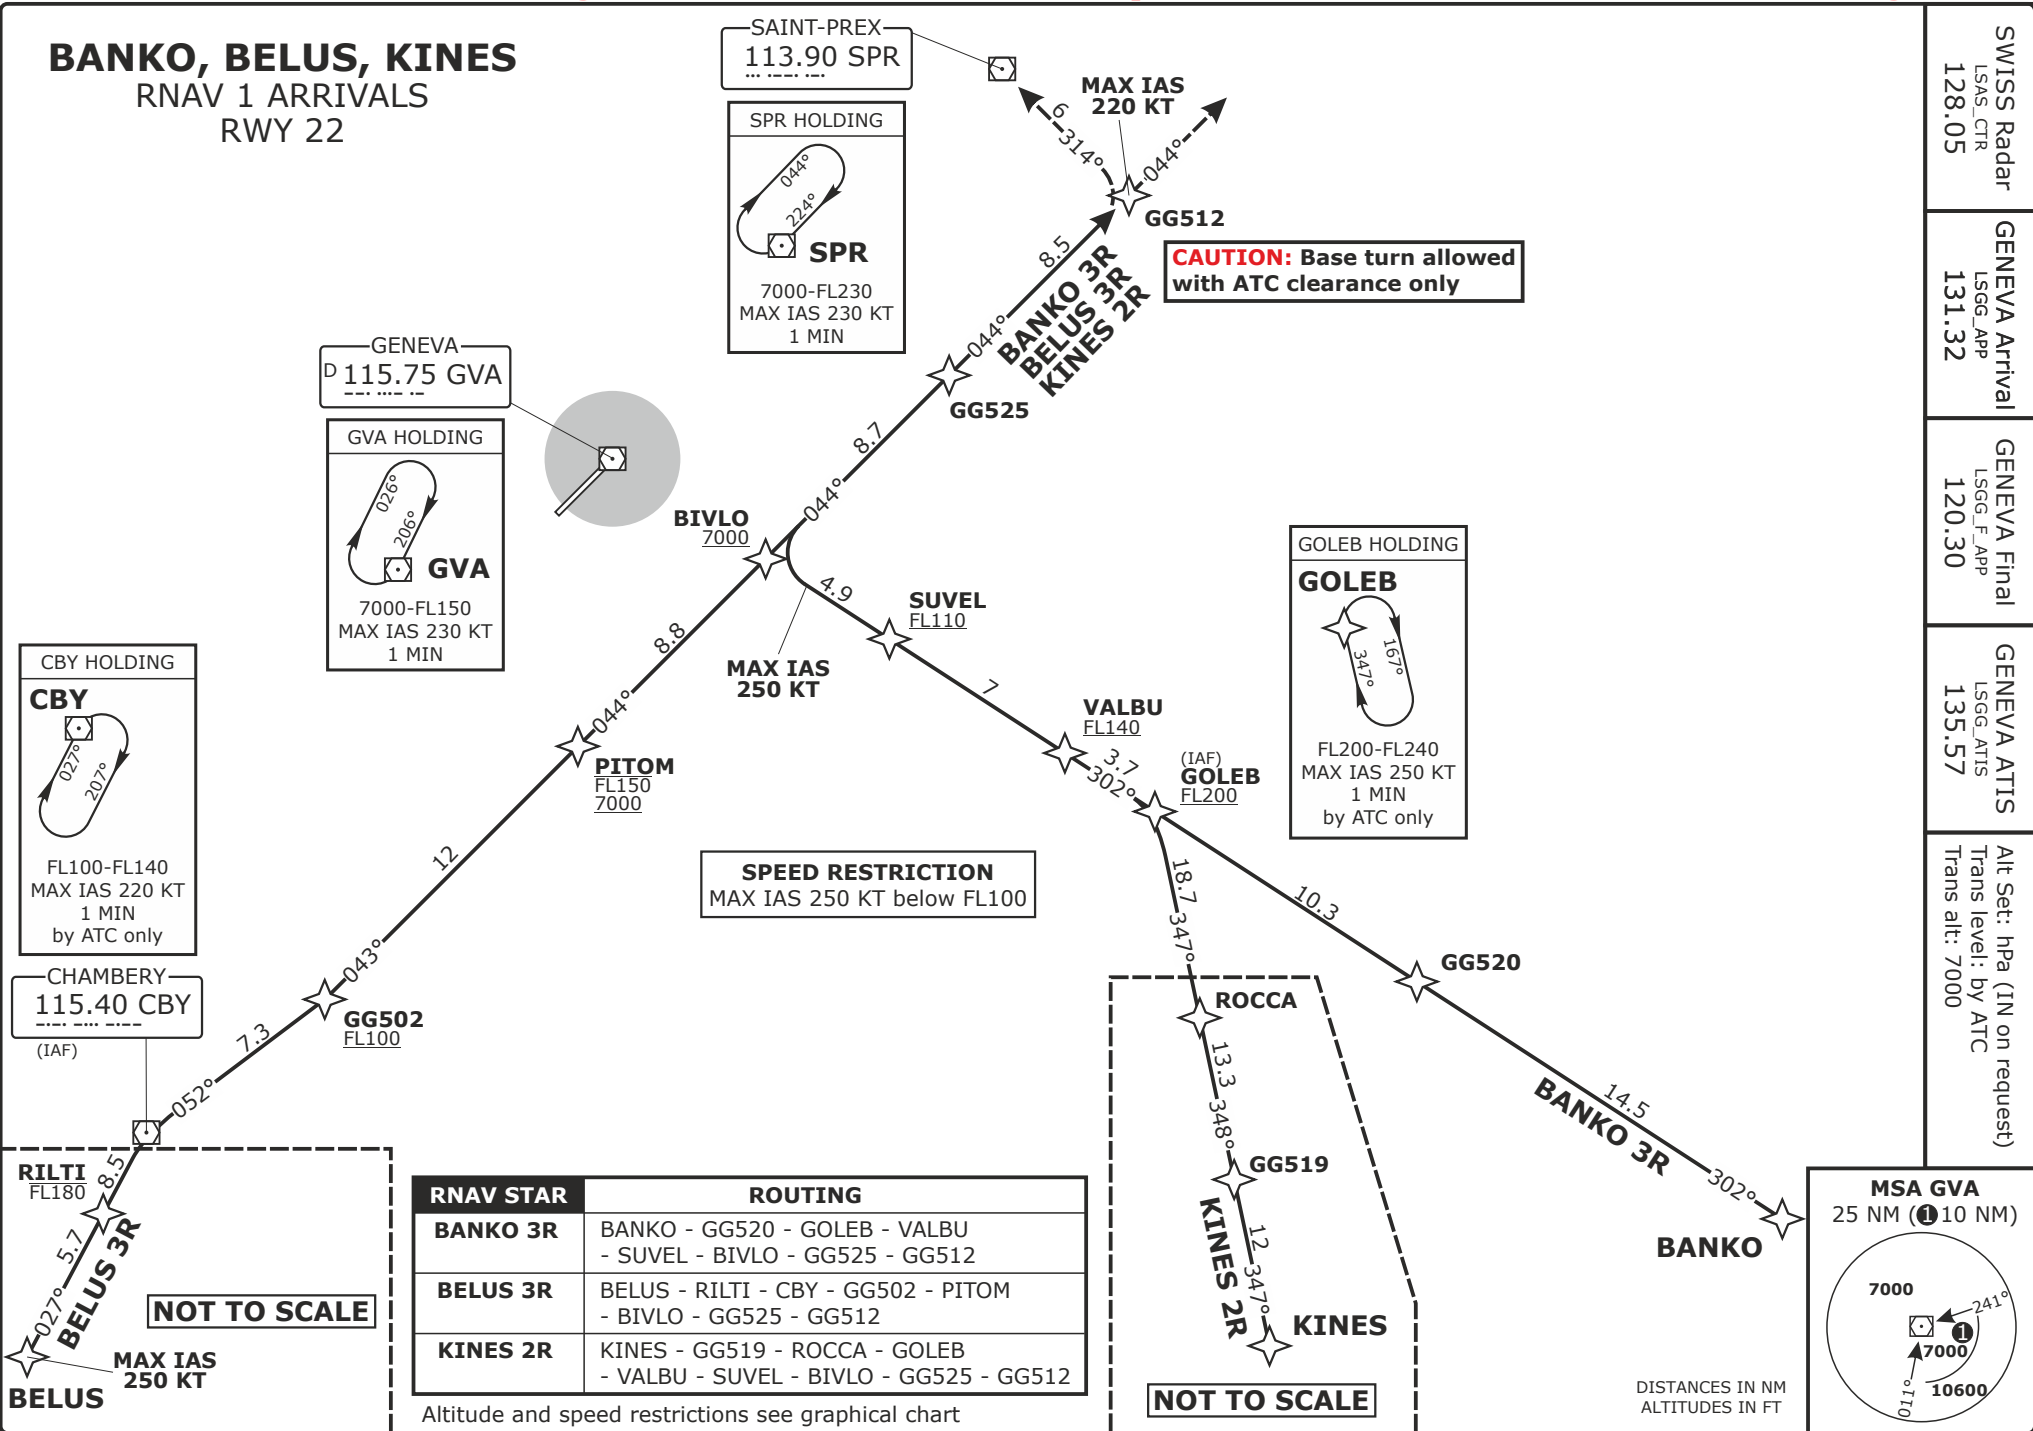 BANKO, BELUS, KINES
RNAV 1 ARRIVALS
RWY 22
SAINT-PREX
113.90 SPR
SPR HOLDING
044°
224°
SPR
7000-FL230
MAX IAS 230 KT
1 MIN
MAX IAS
220 KT
6
314°
044°
GG512
CAUTION: Base turn allowed
with ATC clearance only
8.5
044°
BANKO 3R
BELUS 3R
KINES 2R
GG525
8.7
044°
GENEVA
D 115.75 GVA
GVA HOLDING
026°
206°
GVA
7000-FL150
MAX IAS 230 KT
1 MIN
BIVLO
7000
4.9
MAX IAS
250 KT
SUVEL
FL110
7
VALBU
FL140
3.7
302°
(IAF)
GOLEB
FL200
GOLEB HOLDING
GOLEB
167°
347°
FL200-FL240
MAX IAS 250 KT
1 MIN
by ATC only
8.8
044°
PITOM
FL150
7000
12
043°
GG502
FL100
7.3
052°
CBY HOLDING
CBY
027°
207°
FL100-FL140
MAX IAS 220 KT
1 MIN
by ATC only
CHAMBERY
115.40 CBY
(IAF)
RILTI
FL180
8.5
5.7
027°
BELUS 3R
MAX IAS
250 KT
BELUS
NOT TO SCALE
SPEED RESTRICTION
MAX IAS 250 KT below FL100
18.7
347°
ROCCA
13.3
348°
GG519
12
347°
KINES 2R
KINES
NOT TO SCALE
10.3
GG520
14.5
BANKO 3R
302°
BANKO
RNAV STAR ROUTING
BANKO 3R BANKO - GG520 - GOLEB - VALBU
- SUVEL - BIVLO - GG525 - GG512
BELUS 3R BELUS - RILTI - CBY - GG502 - PITOM
- BIVLO - GG525 - GG512
KINES 2R KINES - GG519 - ROCCA - GOLEB
- VALBU - SUVEL - BIVLO - GG525 - GG512
Altitude and speed restrictions see graphical chart
DISTANCES IN NM
ALTITUDES IN FT
SWISS Radar
LSAS_CTR
128.05
GENEVA Arrival
LSGG_APP
131.32
GENEVA Final
LSGG_F_APP
120.30
GENEVA ATIS
LSGG_ATIS
135.57
Alt Set: hPa (IN on request)
Trans level: by ATC
Trans alt: 7000
MSA GVA
25 NM (1 10 NM)
7000
241°
1
7000
10600
011°